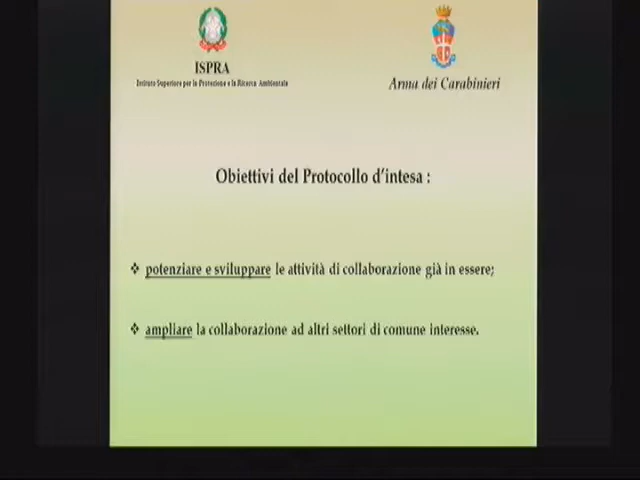 ISPRA
Istituto Superiore per la Protezione e la Ricerca Ambientale
Arma dei Carabinieri
Obiettivi del Protocollo d'intesa :
❖ potenziare e sviluppare le attività di collaborazione già in essere;
❖ ampliare la collaborazione ad altri settori di comune interesse.